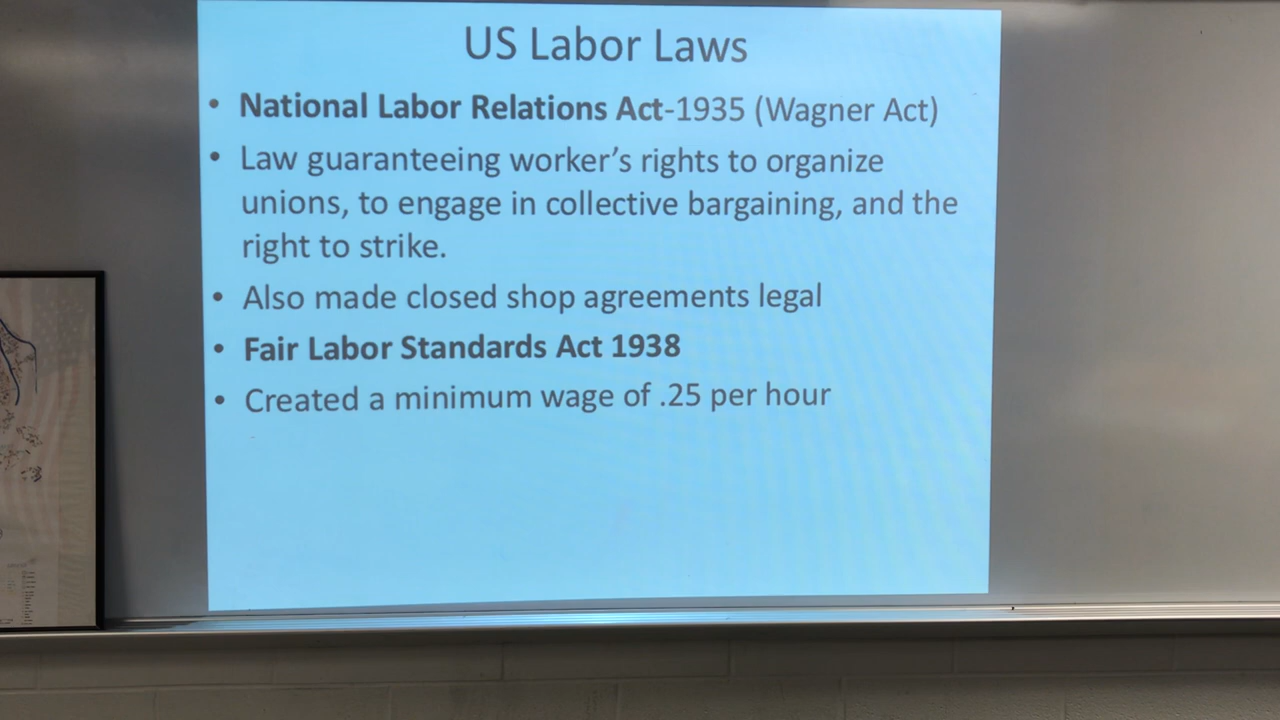 US Labor Laws
• National Labor Relations Act-1935 (Wagner Act)
• Law guaranteeing worker's rights to organize
unions, to engage in collective bargaining, and the
right to strike.
• Also made closed shop agreements legal
• Fair Labor Standards Act 1938
• Created a minimum wage of .25 per hour